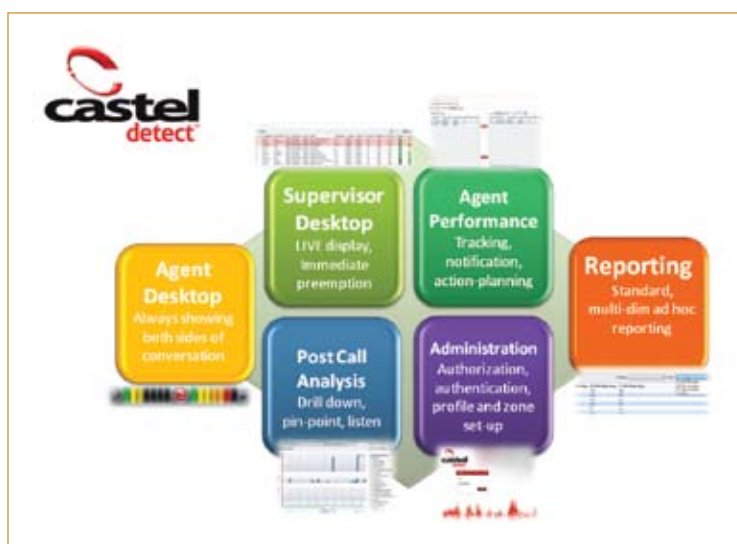 castel
detect™
Supervisor
Desktop
LIVE display,
Immediate
preemption
Agent
Performance
Tracking,
notification,
action-planning
Agent
Desktop
Always showing
both sides of
conversation
Reporting
Standard,
multi-dim ad hoc
reporting
Post Call
Analysis
Drill down,
pin-point, listen
Administration
Authorization,
authentication,
profile and zone
set-up
castel
detect